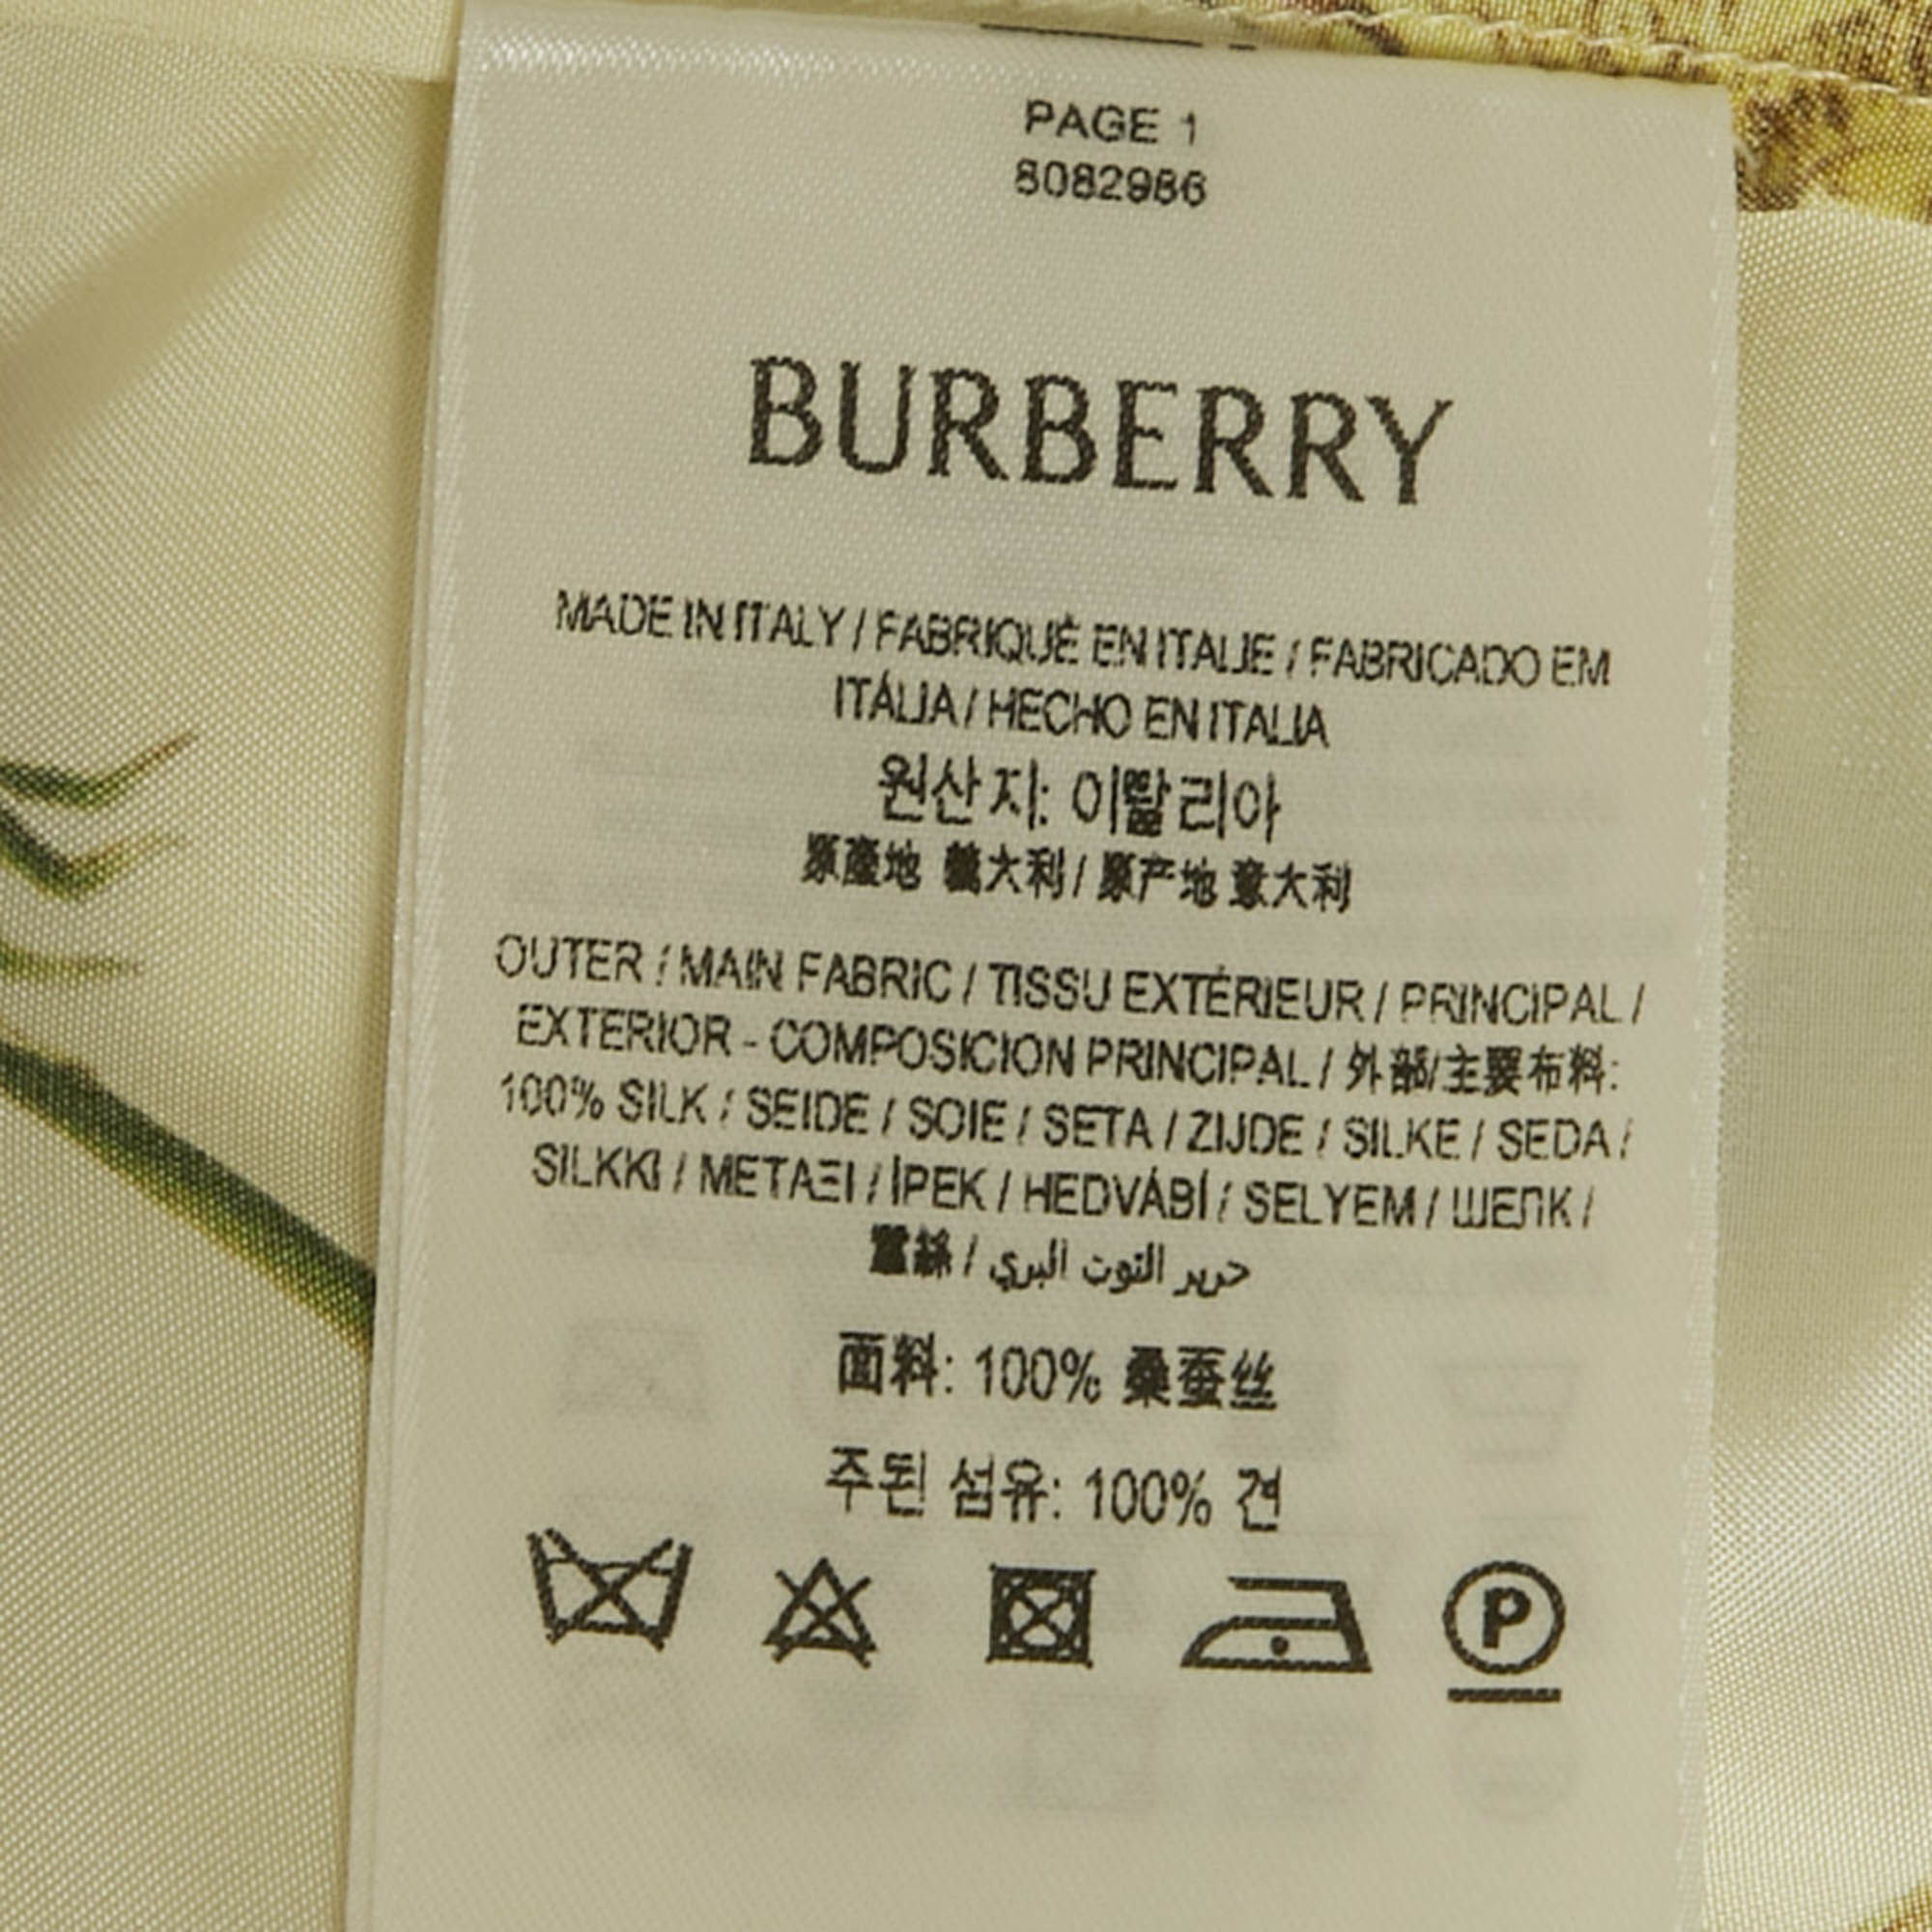 PAGE 1
8082986
BURBERRY
MADE IN ITALY / FABRIQUÉ EN ITALIE / FABRICADO EM
ITÁLIA / HECHO EN ITALIA
원산지: 이탈리아
原產地 義大利 / 原产地 意大利
OUTER / MAIN FABRIC / TISSU EXTÉRIEUR / PRINCIPAL /
EXTERIOR - COMPOSICION PRINCIPAL / 外部/主要布料:
100% SILK / SEIDE / SOIE / SETA / ZIJDE / SILKE / SEDA /
SILKKI / ΜΕΤΑΞΙ / İPEK / HEDVÁBÍ / SELYEM / ШЕЛК /
蠶絲 / حرير التوت البري
面料: 100% 桑蚕丝
주된 섬유: 100% 견
P